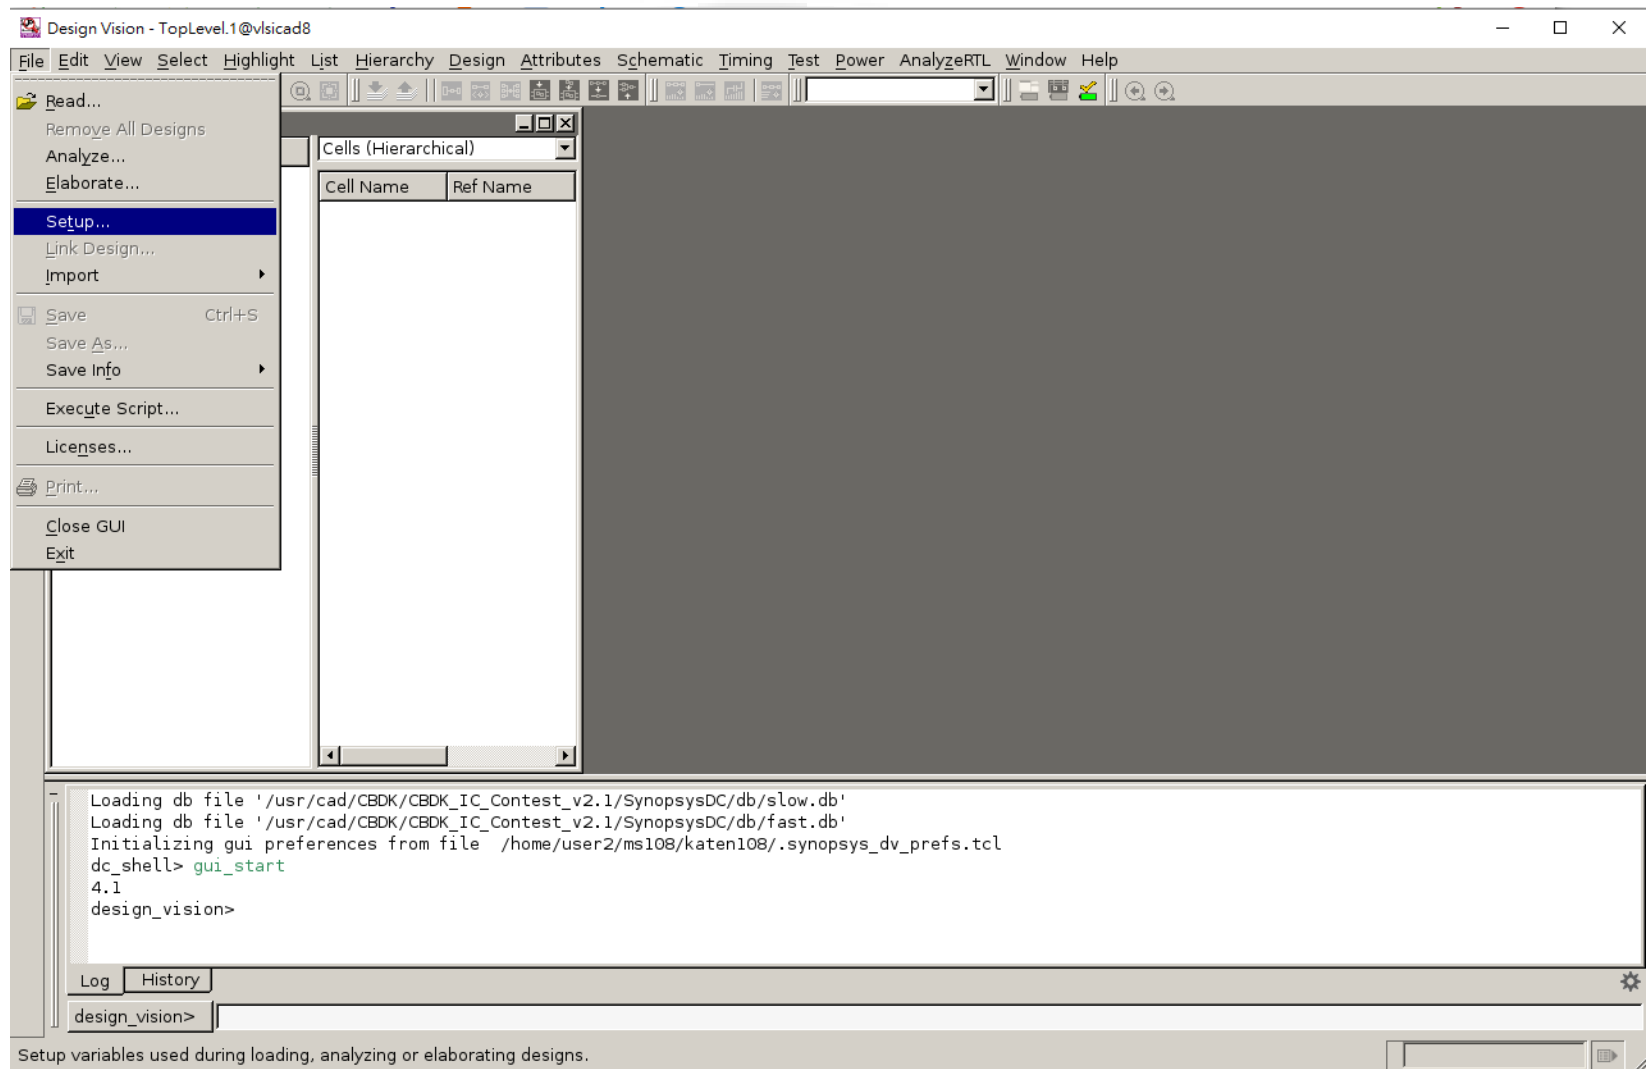 Design Vision - TopLevel.1@vlsicad8
File Edit View Select Highlight List Hierarchy Design Attributes Schematic Timing Test Power AnalyzeRTL Window Help
Read...
Remove All Designs
Analyze...
Elaborate...
Setup...
Link Design...
Import
Save Ctrl+S
Save As...
Save Info
Execute Script...
Licenses...
Print...
Close GUI
Exit
Cells (Hierarchical)
Cell Name Ref Name
Loading db file '/usr/cad/CBDK/CBDK_IC_Contest_v2.1/SynopsysDC/db/slow.db'
Loading db file '/usr/cad/CBDK/CBDK_IC_Contest_v2.1/SynopsysDC/db/fast.db'
Initializing gui preferences from file  /home/user2/ms108/katen108/.synopsys_dv_prefs.tcl
dc_shell> gui_start
4.1
design_vision>
Log History
design_vision>
Setup variables used during loading, analyzing or elaborating designs.